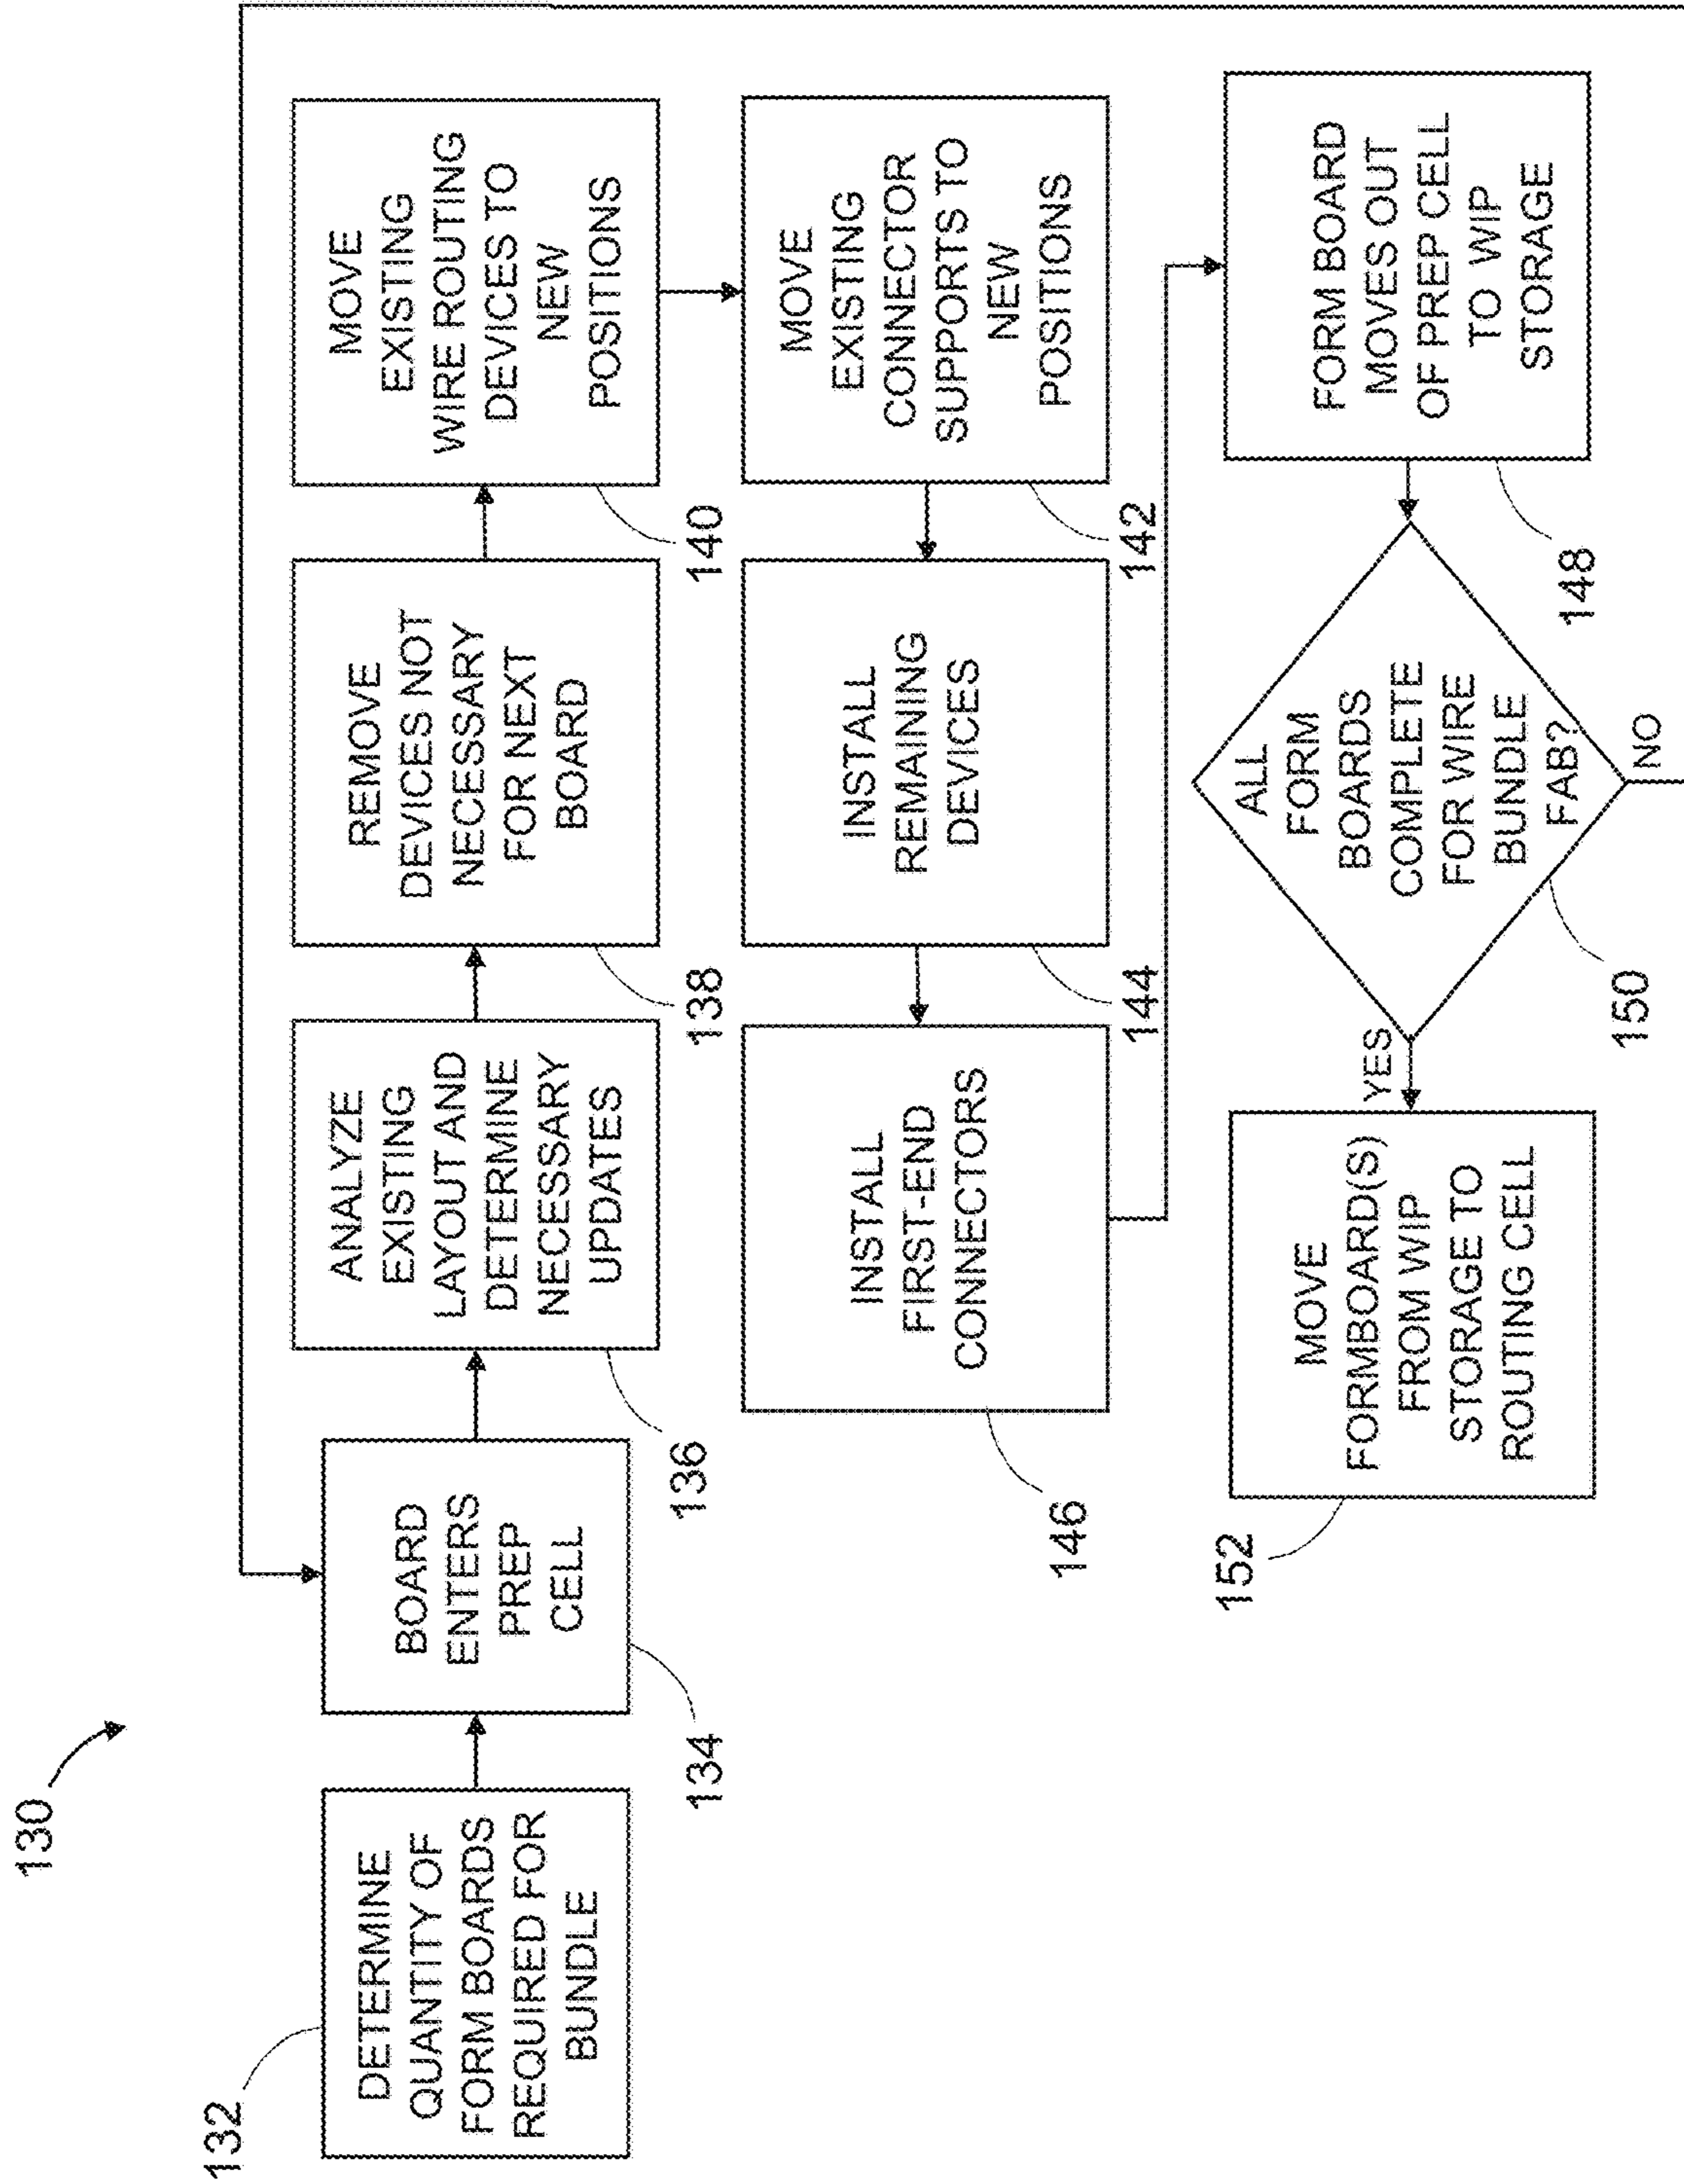 130
132
DETERMINE
QUANTITY OF
FORM BOARDS
REQUIRED FOR
BUNDLE
134
BOARD
ENTERS
PREP
CELL
136
ANALYZE
EXISTING
LAYOUT AND
DETERMINE
NECESSARY
UPDATES
138
REMOVE
DEVICES NOT
NECESSARY
FOR NEXT
BOARD
140
MOVE
EXISTING
WIRE ROUTING
DEVICES TO
NEW
POSITIONS
142
MOVE
EXISTING
CONNECTOR
SUPPORTS TO
NEW
POSITIONS
144
INSTALL
REMAINING
DEVICES
146
INSTALL
FIRST-END
CONNECTORS
148
FORM BOARD
MOVES OUT
OF PREP CELL
TO WIP
STORAGE
150
ALL
FORM
BOARDS
COMPLETE
FOR WIRE
BUNDLE
FAB?
NO
YES
152
MOVE
FORMBOARD(S)
FROM WIP
STORAGE TO
ROUTING CELL